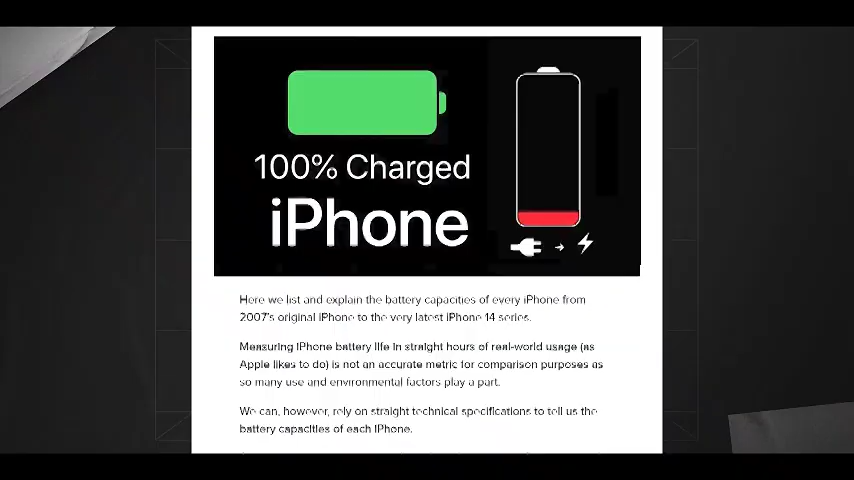 100% Charged
iPhone
Here we list and explain the battery capacities of every iPhone from
2007's original iPhone to the very latest iPhone 14 series.
Measuring iPhone battery life in straight hours of real-world usage (as
Apple likes to do) is not an accurate metric for comparison purposes as
so many use and environmental factors play a part.
We can, however, rely on straight technical specifications to tell us the
battery capacities of each iPhone.